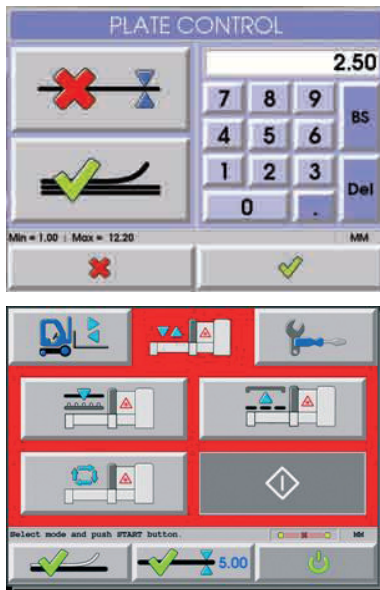 PLATE CONTROL
2.50
7 8 9 BS
4 5 6
1 2 3 Del
0 .
Min = 1.00 | Max = 12.20 MM
Select mode and push START button. MM
5.00